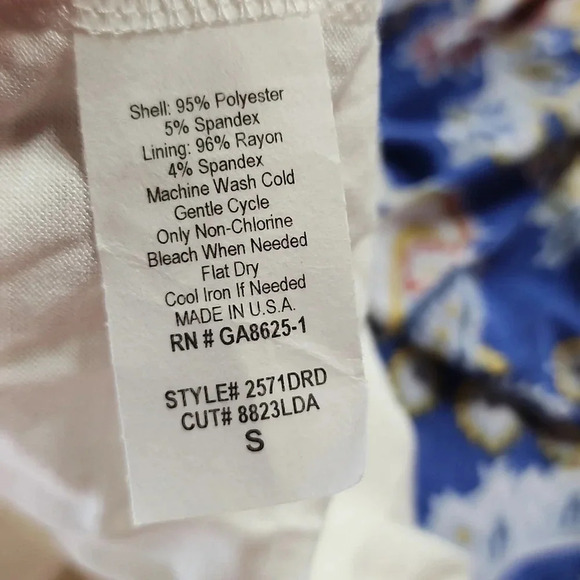 Shell: 95% Polyester
5% Spandex
Lining: 96% Rayon
4% Spandex
Machine Wash Cold
Gentle Cycle
Only Non-Chlorine
Bleach When Needed
Flat Dry
Cool Iron If Needed
MADE IN U.S.A.
RN # GA8625-1
STYLE# 2571DRD
CUT# 8823LDA
S